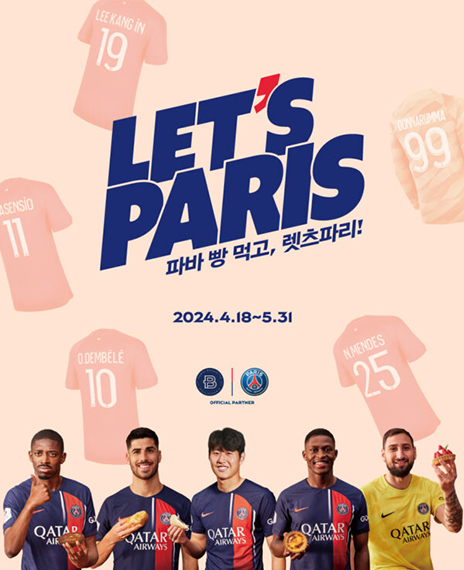 LEE KANG IN
19
LET'S
PARIS
파바 빵 먹고, 렛츠파리!
DONNARUMMA
99
ASENSIO
11
2024.4.18~5.31
O.DEMBÉLÉ
10
N.MENDES
25
B
PARIS
OFFICIAL PARTNER
QATAR
AIRWAYS
QATAR
AIRWAYS
QATAR
AIRWAYS
QATAR
AIRWAYS
QATAR
AIRWAYS